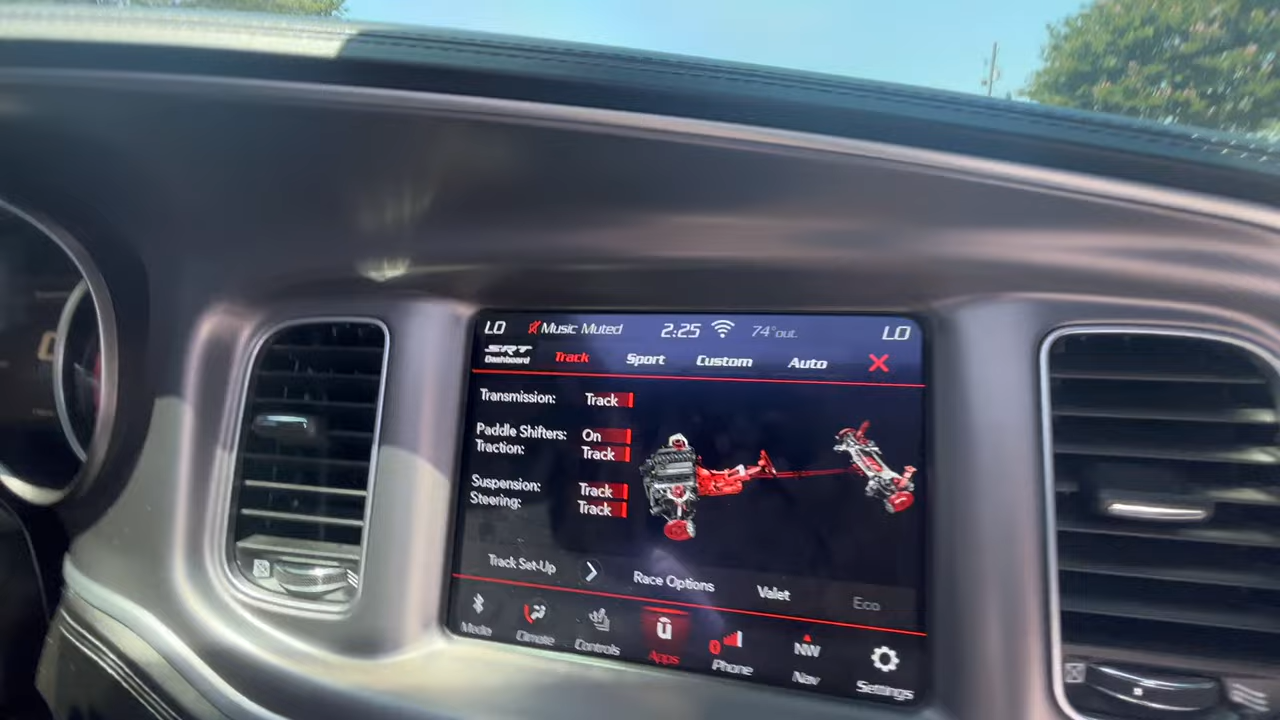 LO Music Muted 2:25 74° out. LO
SRT Dashboard Track Sport Custom Auto X
Transmission: Track
Paddle Shifters: On
Traction: Track
Suspension: Track
Steering: Track
Track Set-Up Race Options Valet Eco
Media Climate Controls Apps Phone NW Nav Settings